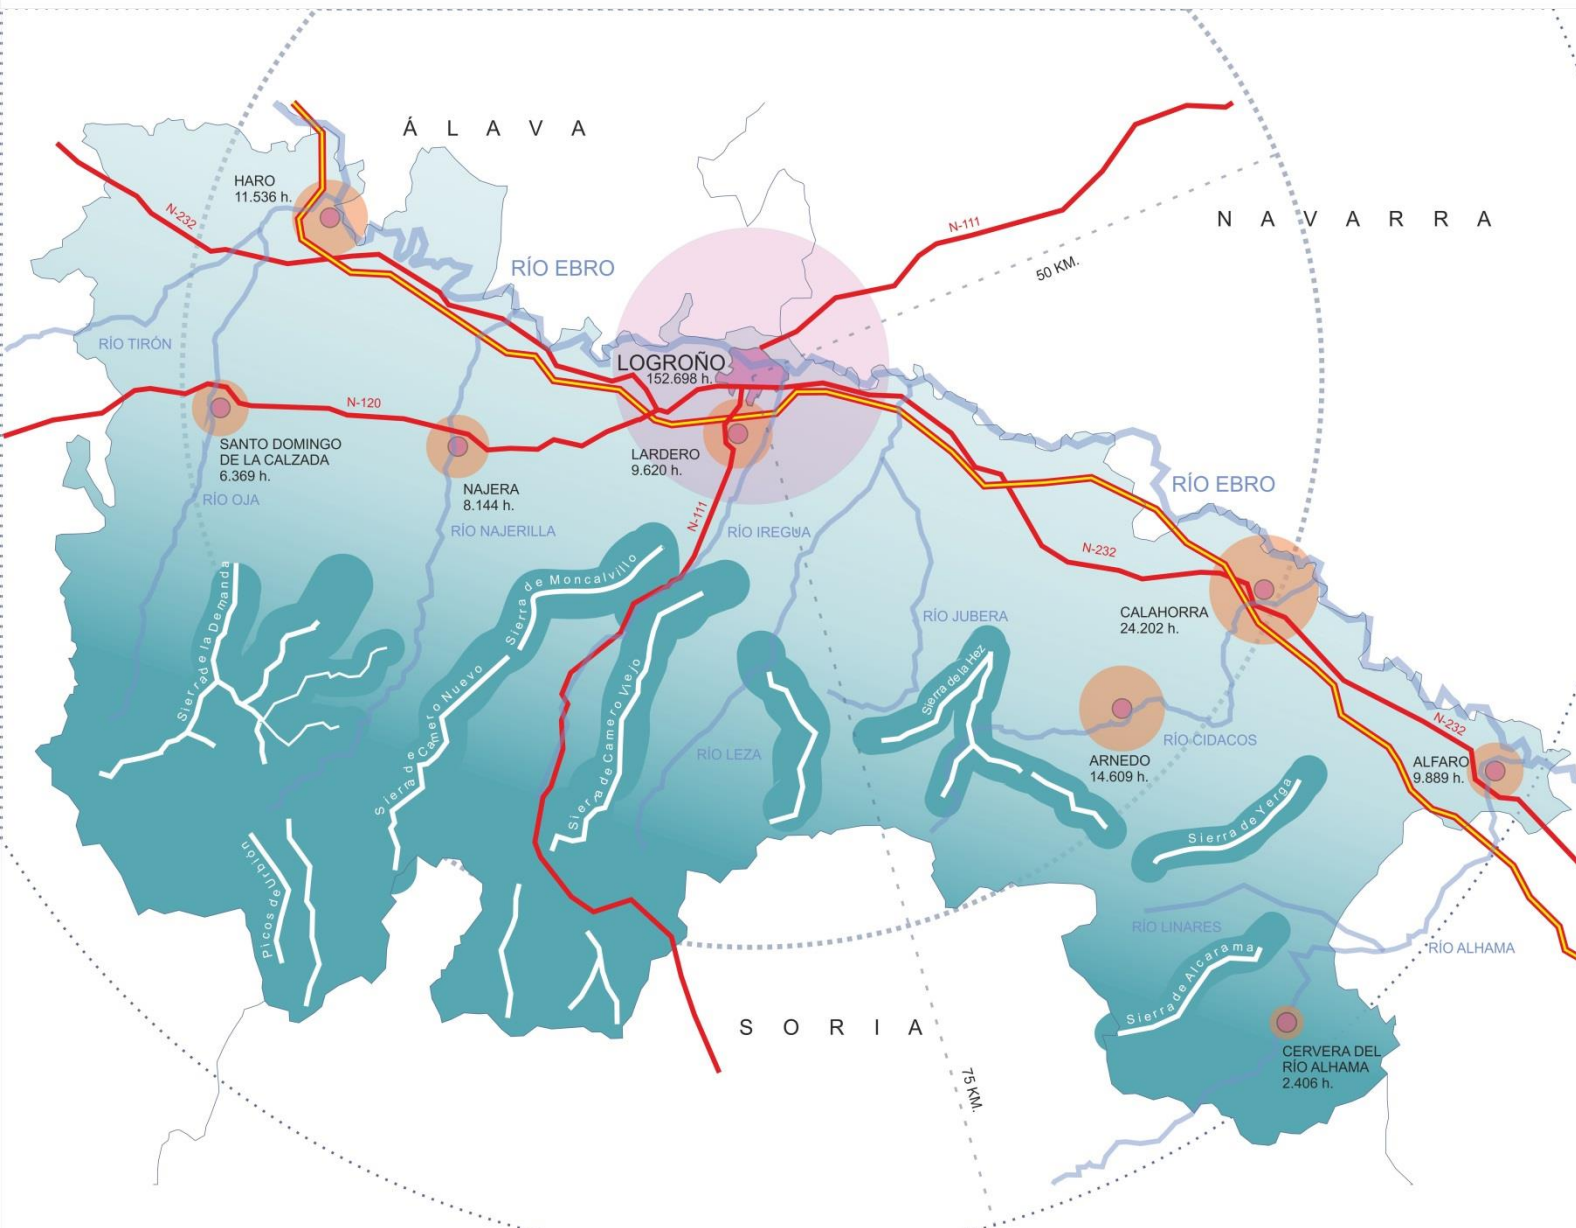 Á L A V A
HARO
11.536 h.
N-232
N-111
N A V A R R A
RÍO EBRO
50 KM.
RÍO TIRÓN
LOGROÑO
152.698 h.
N-120
SANTO DOMINGO
DE LA CALZADA
6.369 h.
LARDERO
9.620 h.
NAJERA
8.144 h.
RÍO EBRO
RÍO OJA
RÍO NAJERILLA
N-111
RÍO IREGUA
N-232
Sierra de la Demanda
Sierra de Moncalvillo
RÍO JUBERA
CALAHORRA
24.202 h.
Sierra de Camero Nuevo
Sierra de Camero Viejo
Sierra de la Hez
RÍO LEZA
ARNEDO
14.609 h.
RÍO CIDACOS
N-232
ALFARO
9.889 h.
Sierra de Yerga
Picos de Urbión
RÍO LINARES
RÍO ALHAMA
Sierra de Alcarama
S O R I A
CERVERA DEL
RÍO ALHAMA
2.406 h.
75 KM.